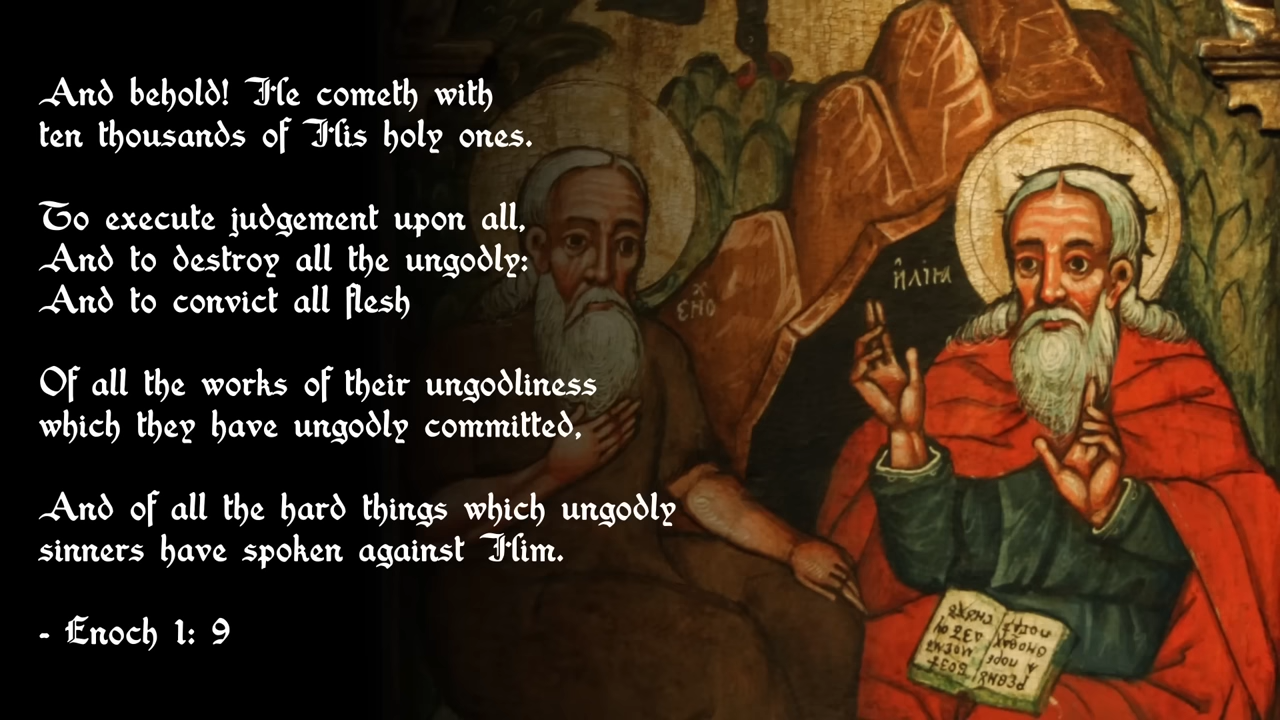 And behold! He cometh with
ten thousands of His holy ones.
To execute judgement upon all,
And to destroy all the ungodly:
And to convict all flesh
Of all the works of their ungodliness
which they have ungodly committed,
And of all the hard things which ungodly
sinners have spoken against Him.
- Enoch 1: 9
ЕНОХ
ИЛІѦ